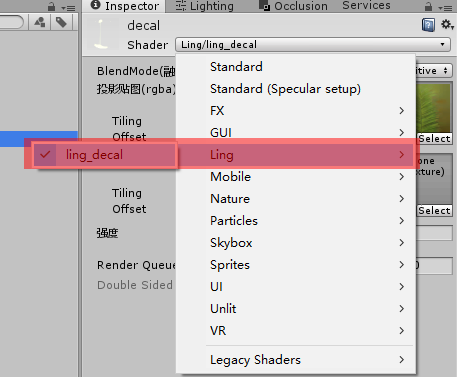 Inspector Lighting Occlusion Services
decal
Shader Ling/ling_decal
Standard
BlendMode(融
itive
投影贴图(rgba)
Standard (Specular setup)
FX
Tiling
GUI
Offset
Select
ling_decal
Ling
Mobile
Nature
Tiling
Particles
Offset
Select
强度
Skybox
Sprites
Render Queue
UI
Double Sided
Unlit
VR
Legacy Shaders